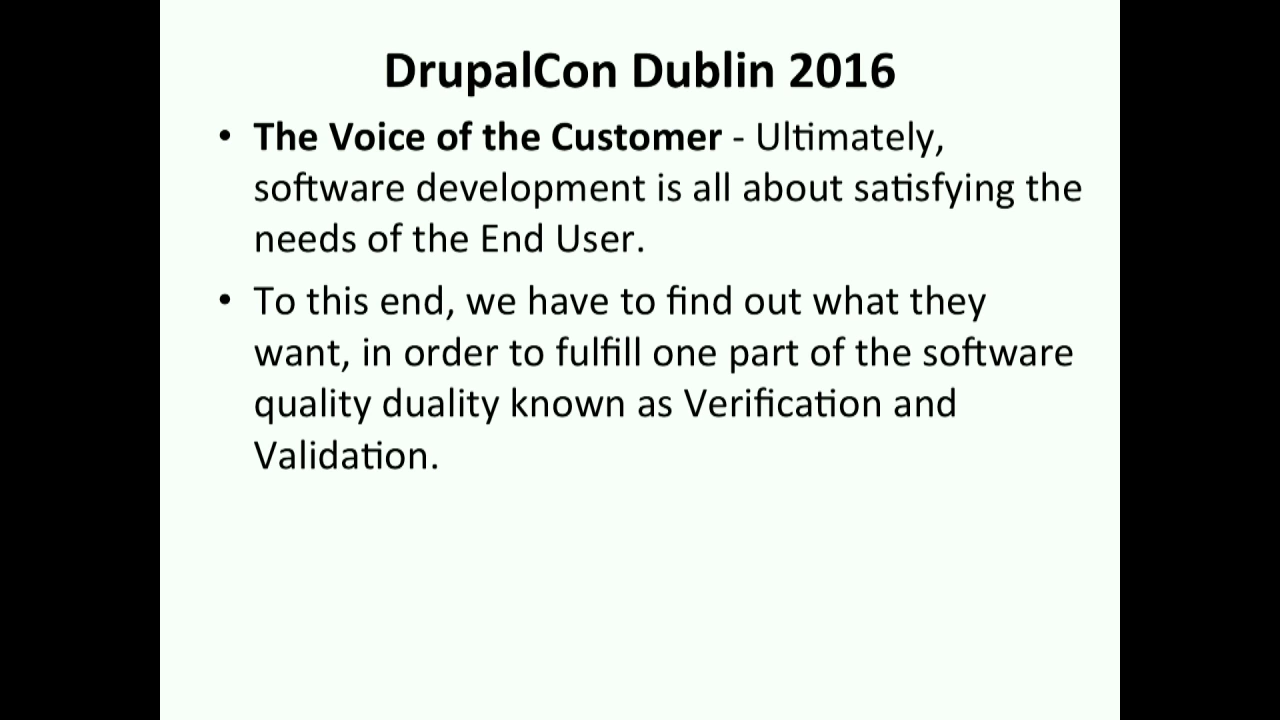 DrupalCon Dublin 2016
• The Voice of the Customer - Ultimately,
software development is all about satisfying the
needs of the End User.
• To this end, we have to find out what they
want, in order to fulfill one part of the software
quality duality known as Verification and
Validation.